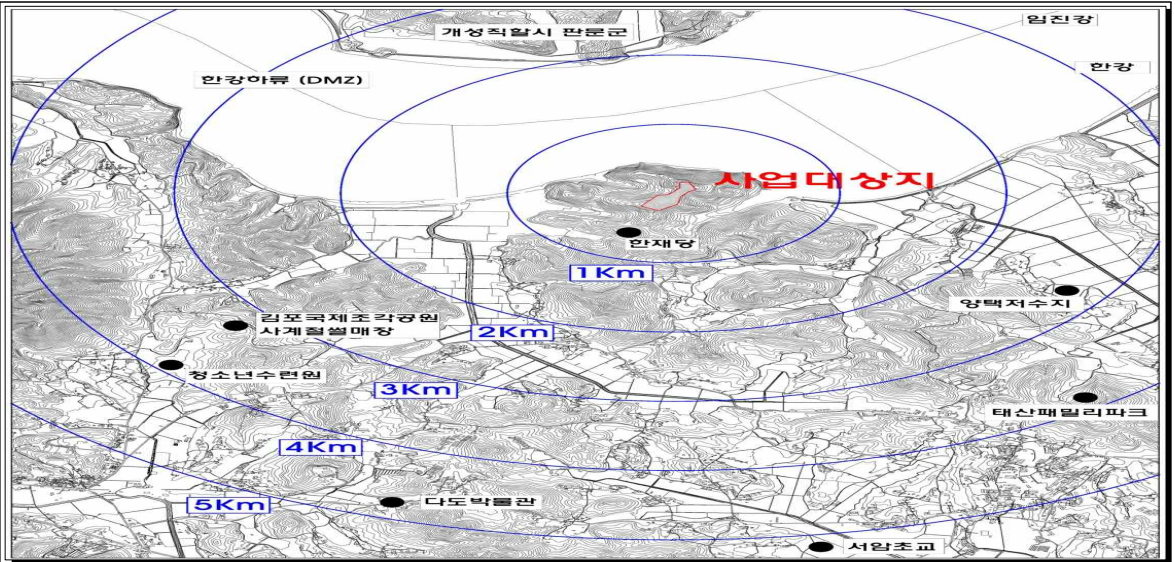 임진강
개성직할시 판문군
한강
한강하류 (DMZ)
사업대상지
한재당
1Km
양택저수지
김포국제조각공원
사계절썰매장
2Km
청소년수련원
3Km
태산패밀리파크
4Km
다도박물관
5Km
서암초교